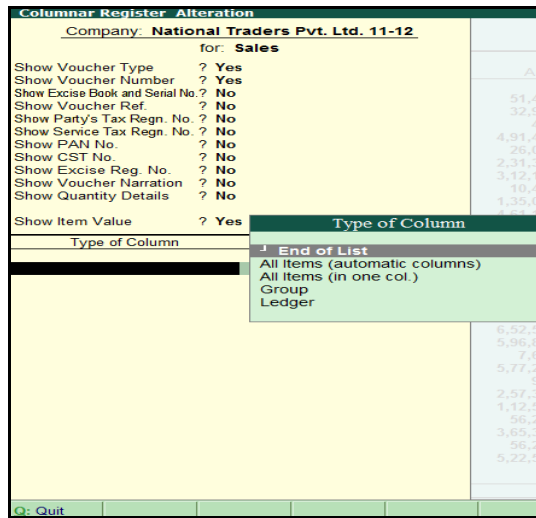 Columnar Register Alteration
Company: National Traders Pvt. Ltd. 11-12
for: Sales
Show Voucher Type ? Yes
Show Voucher Number ? Yes
Show Excise Book and Serial No. ? No
Show Voucher Ref. ? No
Show Party's Tax Regn. No. ? No
Show Service Tax Regn. No. ? No
Show PAN No. ? No
Show CST No. ? No
Show Excise Reg. No. ? No
Show Voucher Narration ? No
Show Quantity Details ? No
Show Item Value ? Yes
Type of Column
Type of Column
End of List
All Items (automatic columns)
All Items (in one col.)
Group
Ledger
Q: Quit